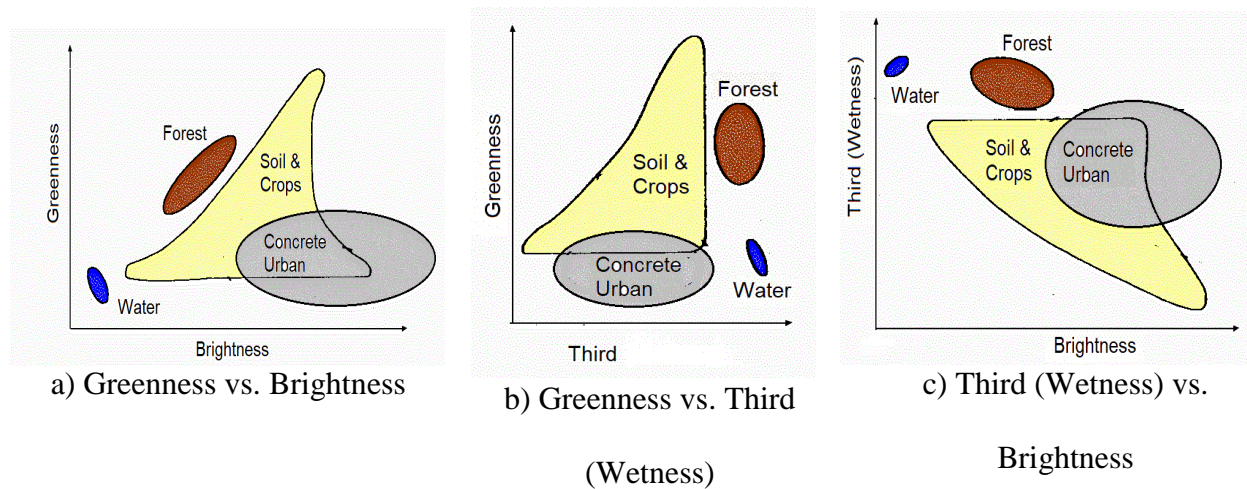 Greenness
Forest
Soil &
Crops
Concrete
Urban
Water
Brightness
a) Greenness vs. Brightness
Greenness
Forest
Soil &
Crops
Concrete
Urban
Water
Third
b) Greenness vs. Third
(Wetness)
Third (Wetness)
Forest
Water
Soil &
Crops
Concrete
Urban
Brightness
c) Third (Wetness) vs.
Brightness